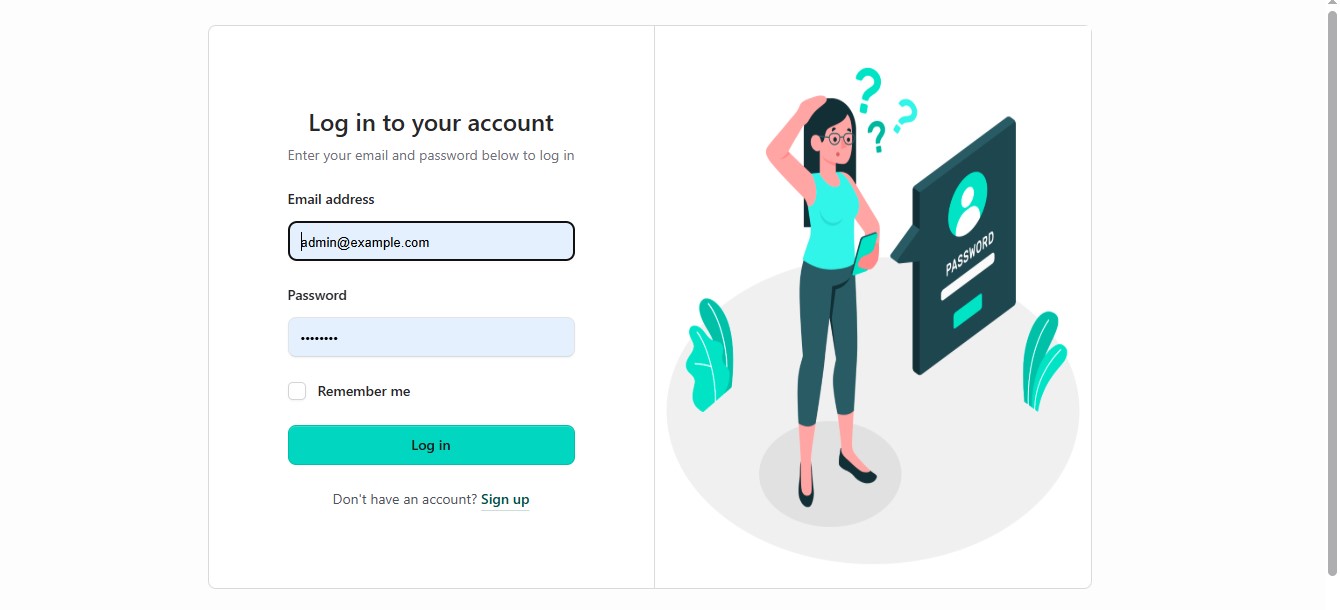 Log in to your account
Enter your email and password below to log in
Email address
admin@example.com
Password
••••••••
Remember me
Log in
Don't have an account? Sign up
? ? ?
PASSWORD